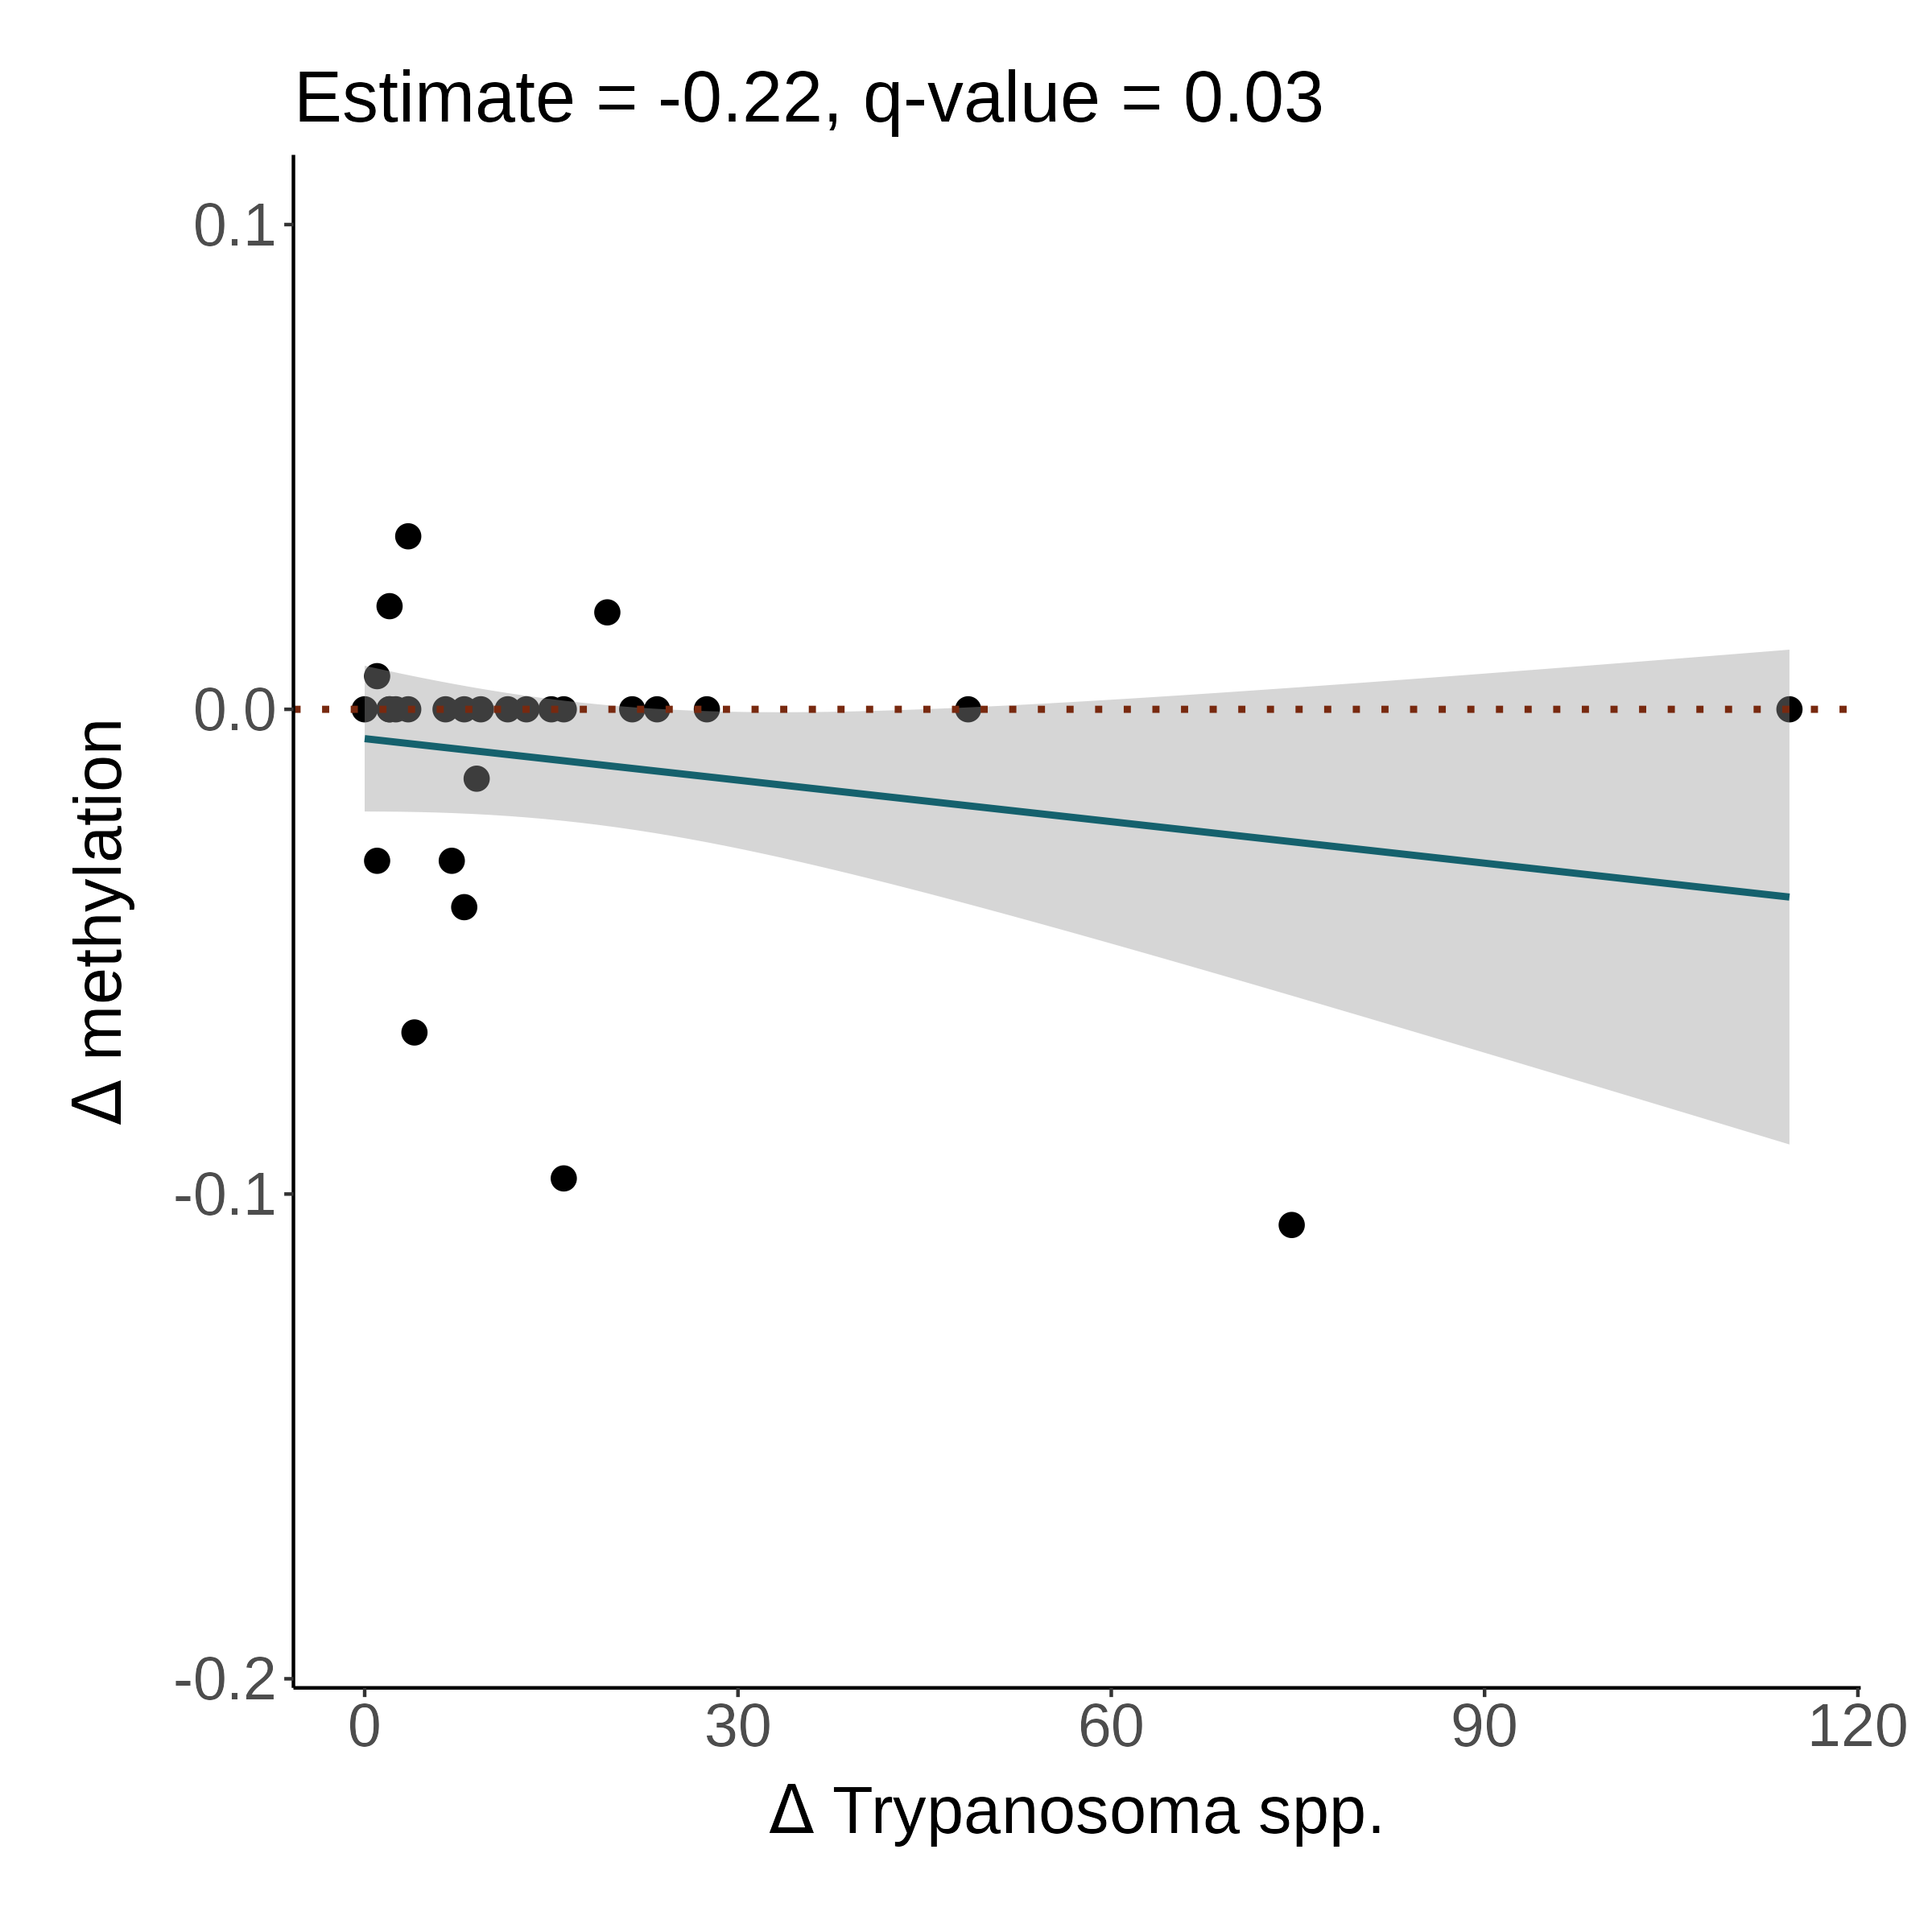 Estimate = -0.22, q-value = 0.03
0.1
0.0
-0.1
-0.2
Δ methylation
0 30 60 90 120
Δ Trypanosoma spp.